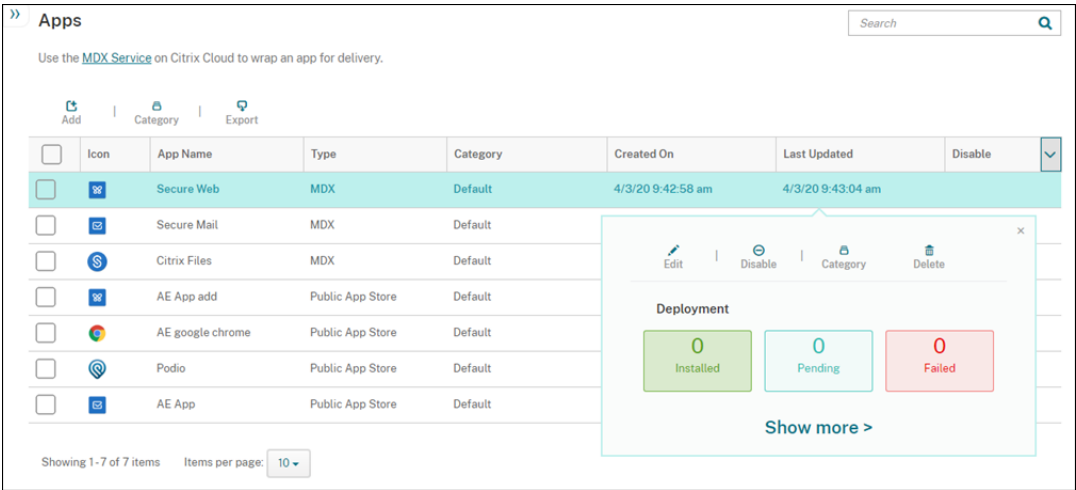 Apps
Search
Use the MDX Service on Citrix Cloud to wrap an app for delivery.
Add | Category | Export
Icon App Name Type Category Created On Last Updated Disable
Secure Web MDX Default 4/3/20 9:42:58 am 4/3/20 9:43:04 am
Secure Mail MDX Default
Citrix Files MDX Default
AE App add Public App Store Default
AE google chrome Public App Store Default
Podio Public App Store Default
AE App Public App Store Default
Edit | Disable | Category Delete
Deployment
0 0 0
Installed Pending Failed
Show more >
Showing 1-7 of 7 items Items per page: 10